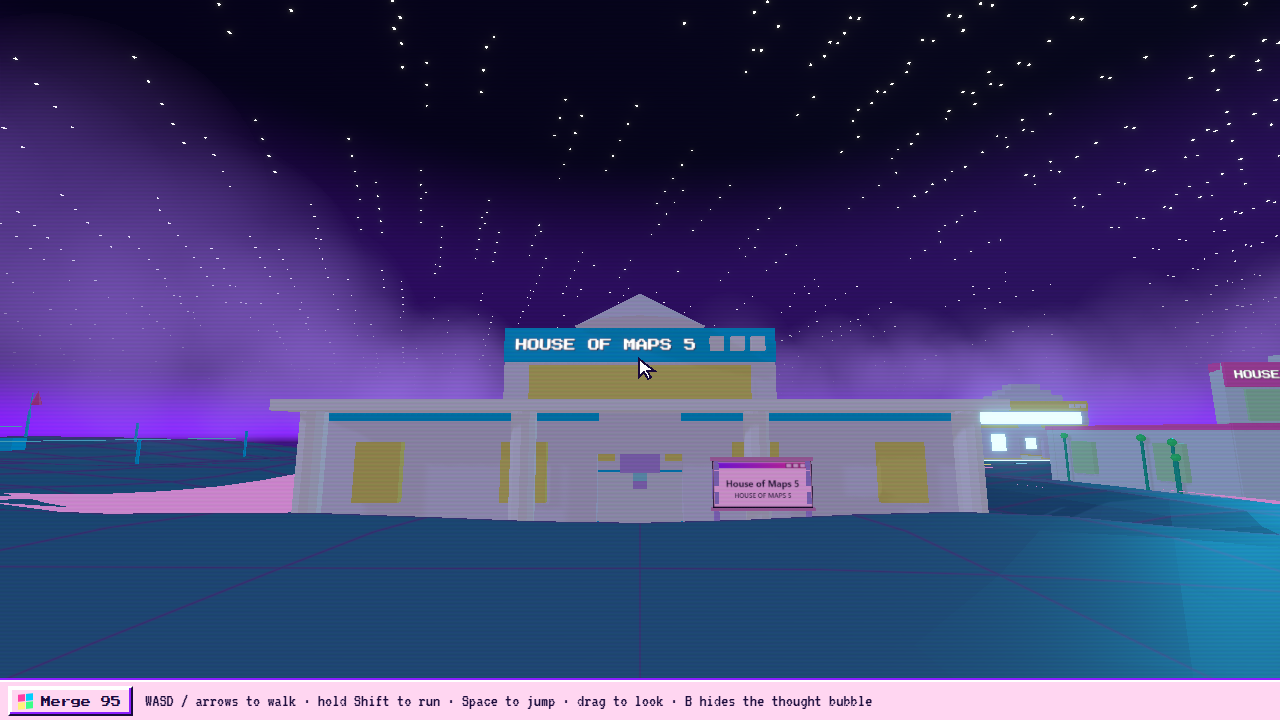 HOUSE OF MAPS 5
HOUSE
House of Maps 5
HOUSE OF MAPS 5
Merge 95
WASD / arrows to walk · hold Shift to run · Space to jump · drag to look · B hides the thought bubble